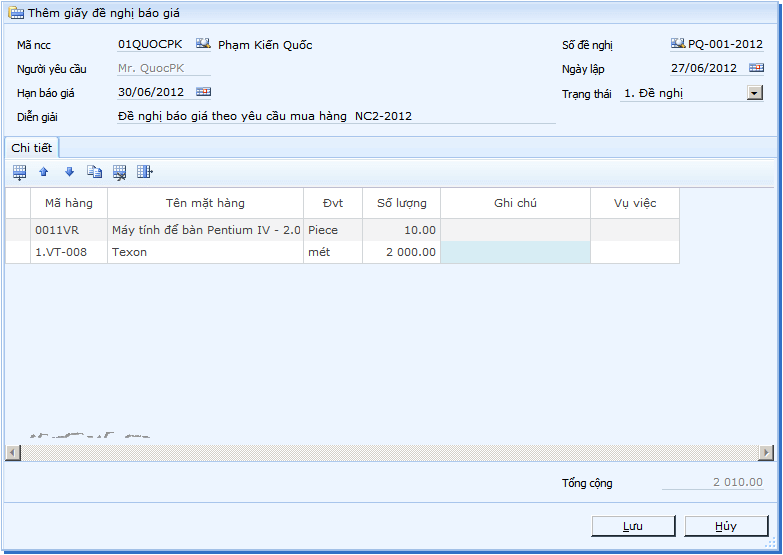 Thêm giấy đề nghị báo giá
Mã ncc 01QUOCPK Phạm Kiến Quốc Số đề nghị PQ-001-2012
Người yêu cầu Mr. QuocPK Ngày lập 27/06/2012
Hạn báo giá 30/06/2012 Trạng thái 1. Đề nghị
Diễn giải Đề nghị báo giá theo yêu cầu mua hàng NC2-2012
Chi tiết
Mã hàng Tên mặt hàng Đvt Số lượng Ghi chú Vụ việc
0011VR Máy tính để bàn Pentium IV - 2.0 Piece 10.00
1.VT-008 Texon mét 2 000.00
Tổng cộng 2 010.00
Lưu Hủy